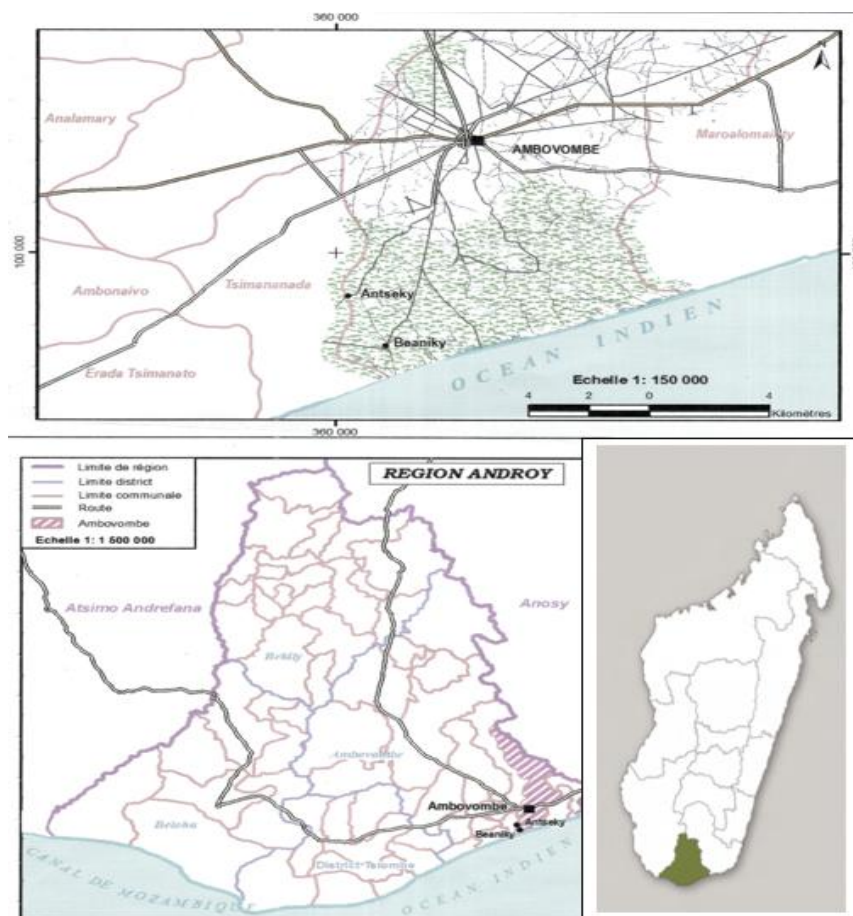 360 000
Analamary
AMBOVOMBE
Maroalomainty
100 000
Tsimananada
Ambonaivo
Antseky
Beaniky
Erada Tsimanato
OCEAN INDIEN
Echelle 1: 150 000
4 2 0 4
Kilomètres
360 000
Limite de région
Limite district
Limite communale
Route
Ambovombe
Echelle 1: 1 500 000
REGION ANDROY
Atsimo Andrefana
Anosy
Bekily
Ambovombe
Ambovombe
Antseky
Beaniky
Beloha
District Tsiombe
CANAL DE MOZAMBIQUE
OCEAN INDIEN